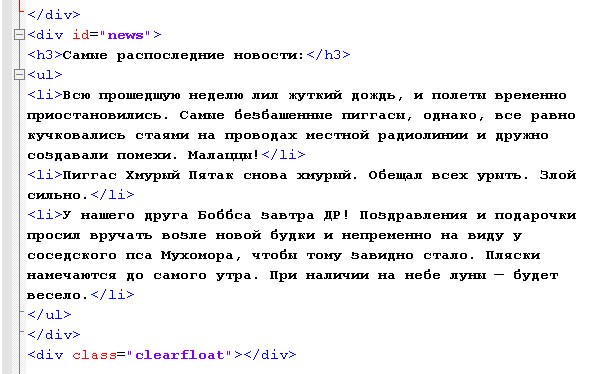 </div>
<div id="news">
<h3>Самые распоследние новости:</h3>
<ul>
<li>Всю прошедшую неделю лил жуткий дождь, и полеты временно
приостановились. Самые безбашенные пиггасы, однако, все равно
кучковались стаями на проводах местной радиолинии и дружно
создавали помехи. Малаццы!</li>
<li>Пиггас Хмурый Пятак снова хмурый. Обещал всех урыть. Злой
сильно.</li>
<li>У нашего друга Боббса завтра ДР! Поздравления и подарочки
просил вручать возле новой будки и непременно на виду у
соседского пса Мухомора, чтобы тому завидно стало. Пляски
намечаются до самого утра. При наличии на небе луны — будет
весело.</li>
</ul>
</div>
<div class="clearfloat"></div>